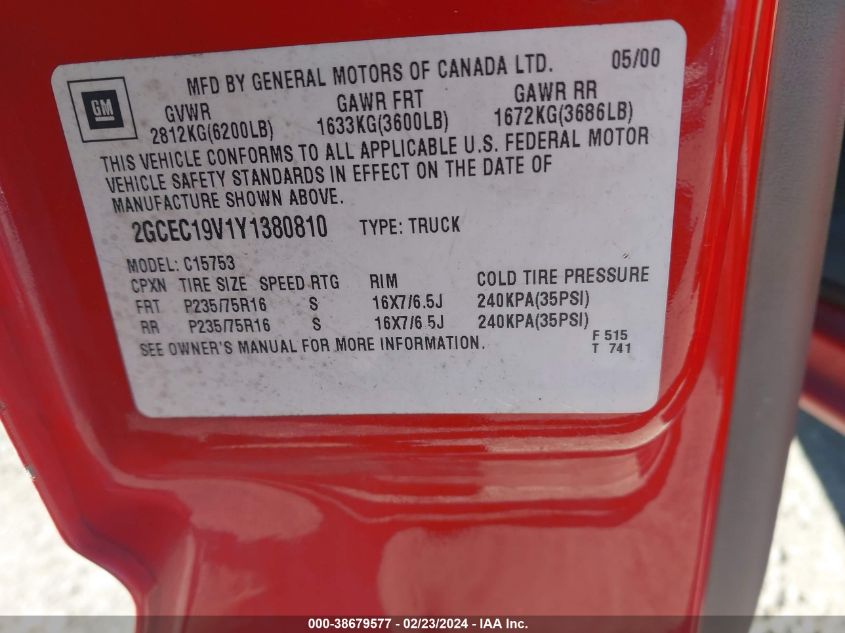 MFD BY GENERAL MOTORS OF CANADA LTD. 05/00
GM
GVWR GAWR FRT GAWR RR
2812KG(6200LB) 1633KG(3600LB) 1672KG(3686LB)
THIS VEHICLE CONFORMS TO ALL APPLICABLE U.S. FEDERAL MOTOR
VEHICLE SAFETY STANDARDS IN EFFECT ON THE DATE OF
MANUFACTURE SHOWN ABOVE.
2GCEC19V1Y1380810 TYPE: TRUCK
MODEL: C15753
CPXN TIRE SIZE SPEED RTG RIM COLD TIRE PRESSURE
FRT P235/75R16 S 16X7/6.5J 240KPA(35PSI)
RR P235/75R16 S 16X7/6.5J 240KPA(35PSI)
SEE OWNER'S MANUAL FOR MORE INFORMATION. F 515
T 741
000-38679577 - 02/23/2024 - IAA Inc.